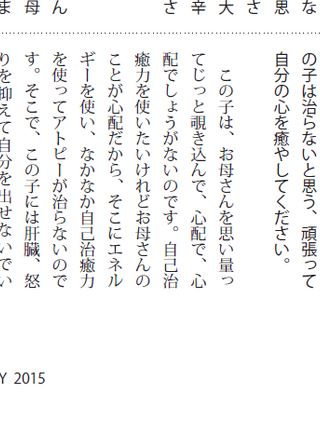 な
思
さ
大
辛
さ
ん
母
ま
の子は治らないと思う、頑張って
自分の心を癒やしてください。
この子は、お母さんを思い量っ
てじっと覗き込んで、心配で、心
配でしょうがないのです。自己治
癒力を使いたいけれどお母さんの
ことが心配だから、そこにエネル
ギーを使い、なかなか自己治癒力
を使ってアトピーが治らないので
す。そこで、この子には肝臓、怒
りを抑えて自分を出せないでい
Y 2015